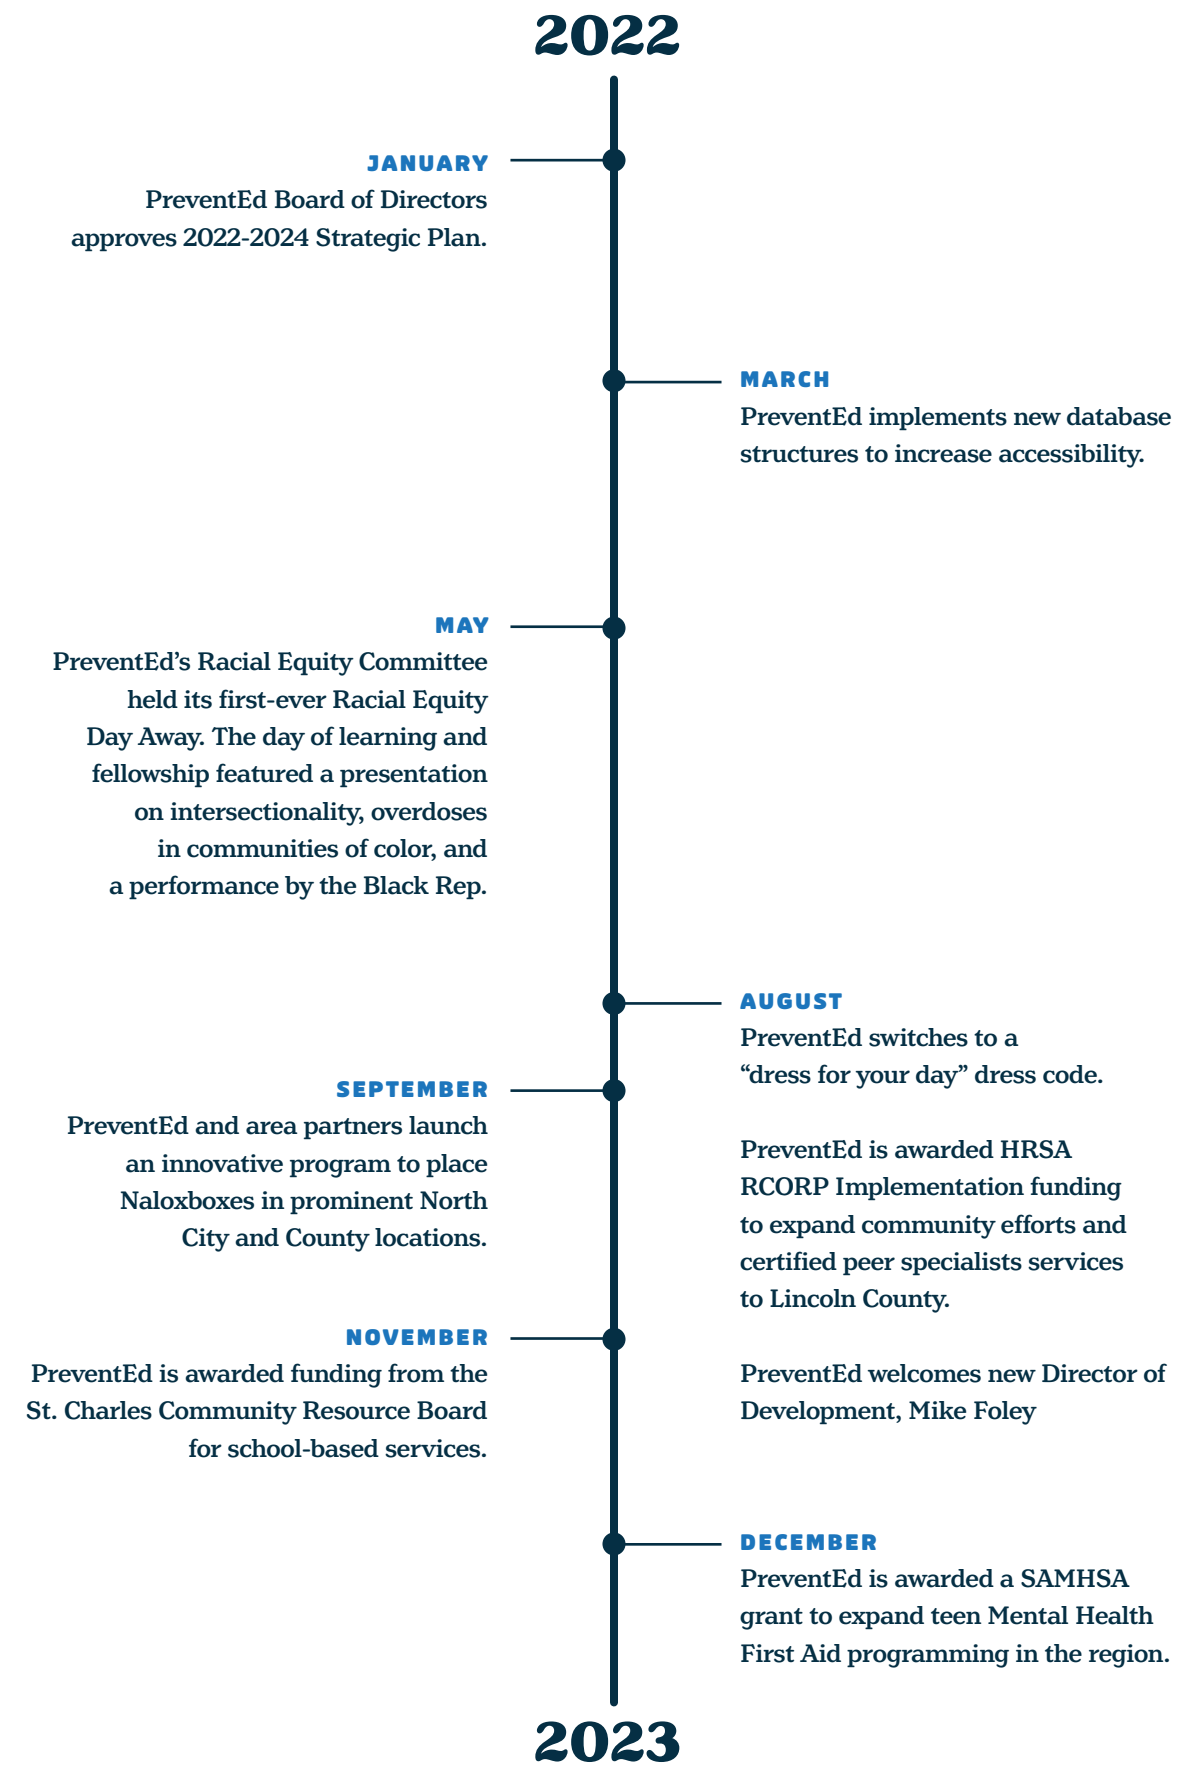 2022
JANUARY
PreventEd Board of Directors
approves 2022-2024 Strategic Plan.
MARCH
PreventEd implements new database
structures to increase accessibility.
MAY
PreventEd’s Racial Equity Committee
held its first-ever Racial Equity
Day Away. The day of learning and
fellowship featured a presentation
on intersectionality, overdoses
in communities of color, and
a performance by the Black Rep.
AUGUST
PreventEd switches to a
“dress for your day” dress code.
PreventEd is awarded HRSA
RCORP Implementation funding
to expand community efforts and
certified peer specialists services
to Lincoln County.
PreventEd welcomes new Director of
Development, Mike Foley
SEPTEMBER
PreventEd and area partners launch
an innovative program to place
Naloxboxes in prominent North
City and County locations.
NOVEMBER
PreventEd is awarded funding from the
St. Charles Community Resource Board
for school-based services.
DECEMBER
PreventEd is awarded a SAMHSA
grant to expand teen Mental Health
First Aid programming in the region.
2023